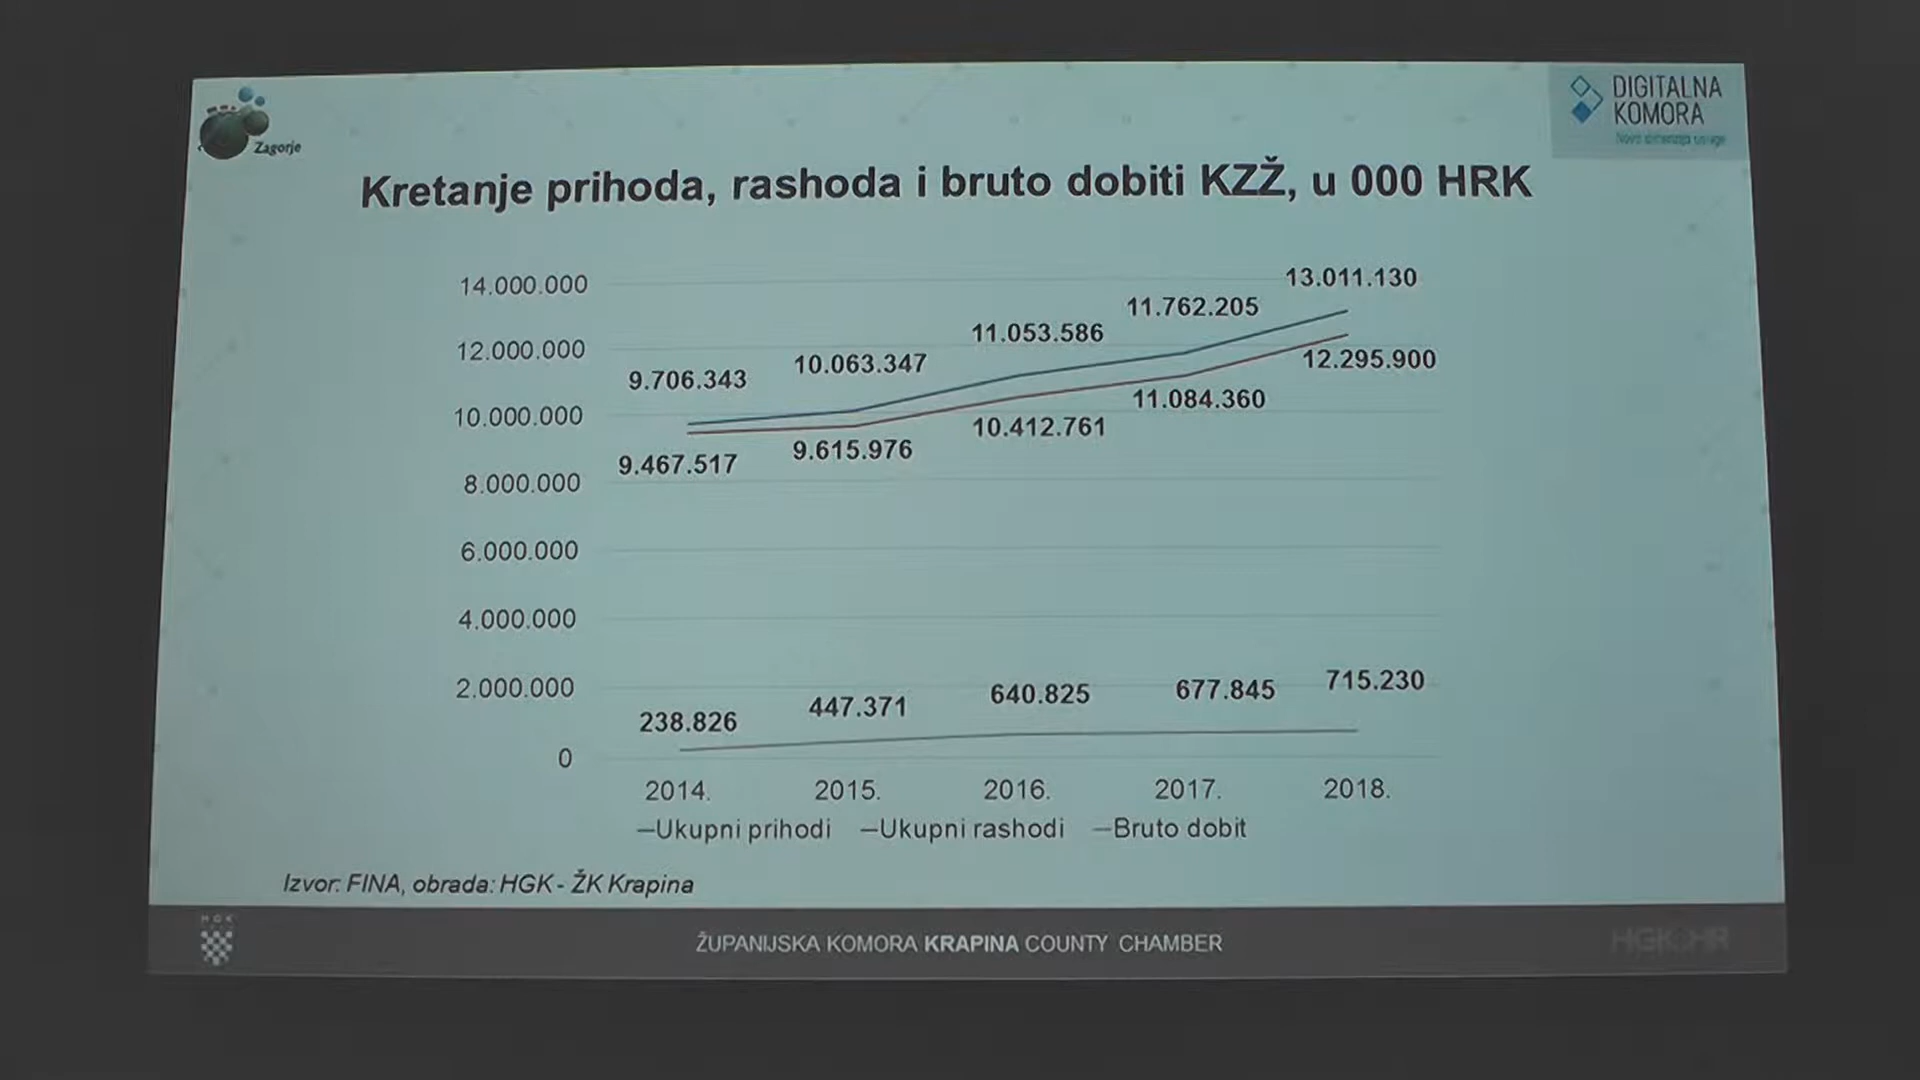 Zagorje
DIGITALNA
KOMORA
Kretanje prihoda, rashoda i bruto dobiti KZŽ, u 000 HRK
14.000.000
12.000.000
10.000.000
8.000.000
6.000.000
4.000.000
2.000.000
0
9.706.343
10.063.347
11.053.586
11.762.205
13.011.130
9.467.517
9.615.976
10.412.761
11.084.360
12.295.900
238.826
447.371
640.825
677.845
715.230
2014. 2015. 2016. 2017. 2018.
Ukupni prihodi Ukupni rashodi Bruto dobit
Izvor: FINA, obrada: HGK - ŽK Krapina
HGK
ŽUPANIJSKA KOMORA KRAPINA COUNTY CHAMBER